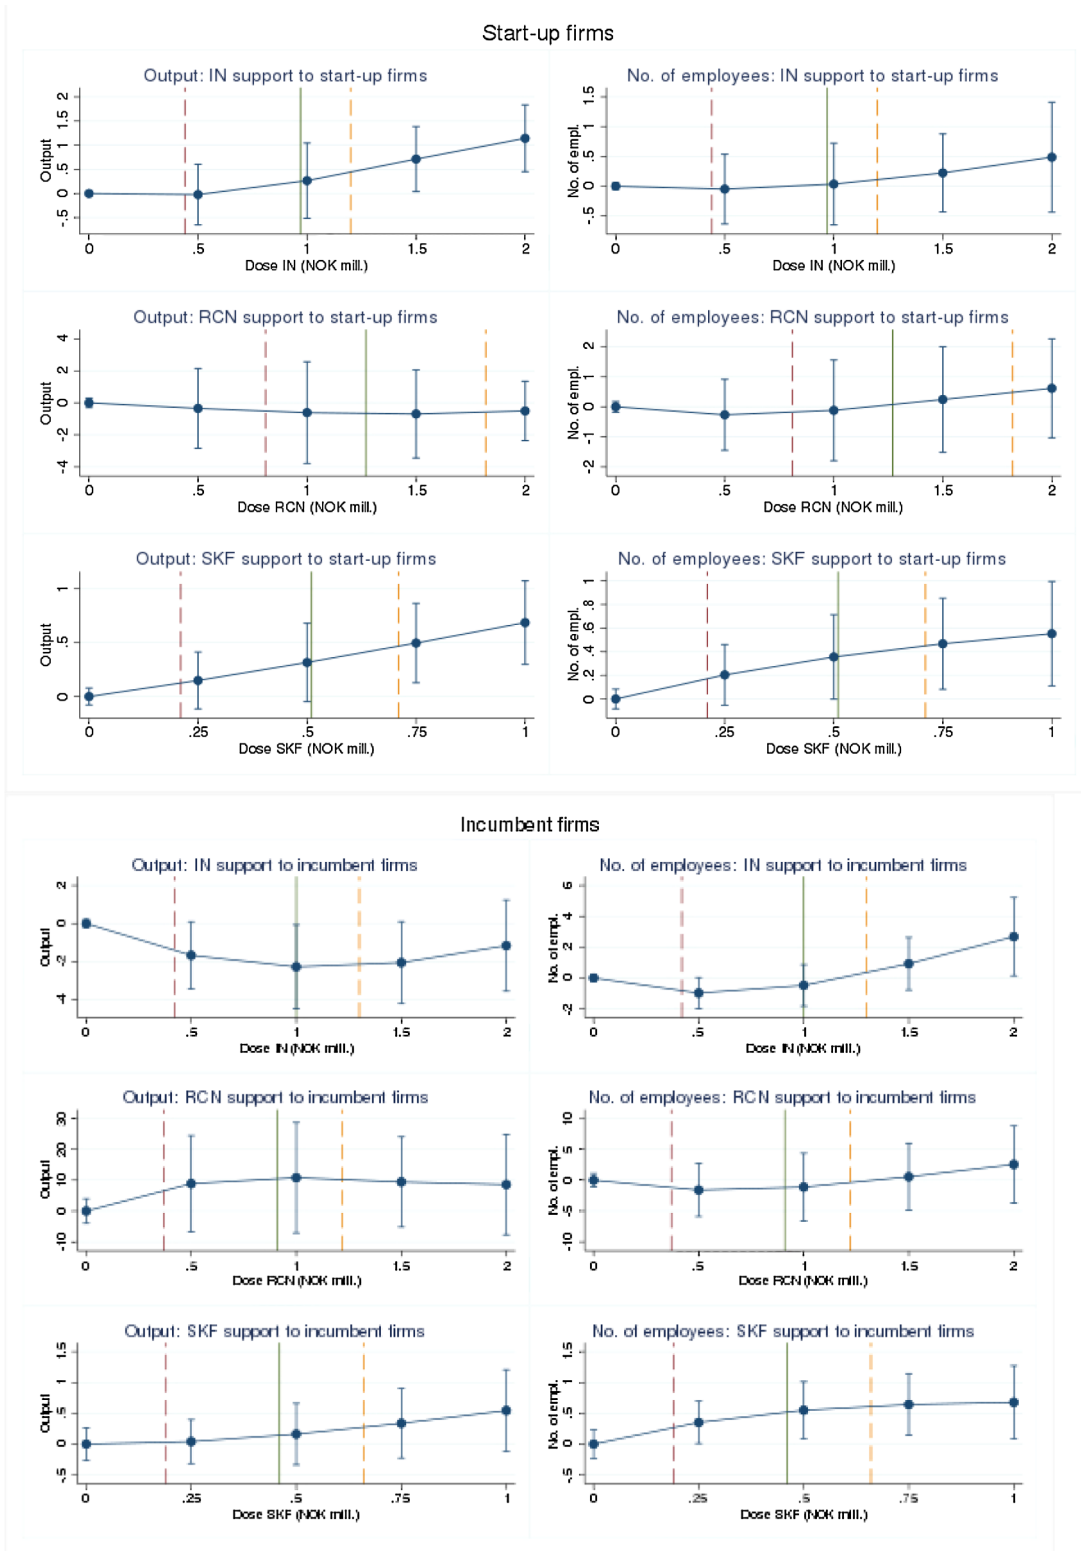 Start-up firms
Output: IN support to start-up firms
Output
2
1.5
1
.5
0
-.5
0 .5 1 1.5 2
Dose IN (NOK mill.)
No. of employees: IN support to start-up firms
No. of empl.
1.5
1
.5
0
-.5
0 .5 1 1.5 2
Dose IN (NOK mill.)
Output: RCN support to start-up firms
Output
4
2
0
-2
-4
0 .5 1 1.5 2
Dose RCN (NOK mill.)
No. of employees: RCN support to start-up firms
No. of empl.
2
1
0
-1
-2
0 .5 1 1.5 2
Dose RCN (NOK mill.)
Output: SKF support to start-up firms
Output
1
.5
0
0 .25 .5 .75 1
Dose SKF (NOK mill.)
No. of employees: SKF support to start-up firms
No. of empl.
1
.8
.6
.4
.2
0
0 .25 .5 .75 1
Dose SKF (NOK mill.)
Incumbent firms
Output: IN support to incumbent firms
Output
2
0
-2
-4
0 .5 1 1.5 2
Dose IN (NOK mill.)
No. of employees: IN support to incumbent firms
No. of empl.
6
4
2
0
-2
0 .5 1 1.5 2
Dose IN (NOK mill.)
Output: RCN support to incumbent firms
Output
30
20
10
0
-10
0 .5 1 1.5 2
Dose RCN (NOK mill.)
No. of employees: RCN support to incumbent firms
No. of empl.
10
5
0
-5
-10
0 .5 1 1.5 2
Dose RCN (NOK mill.)
Output: SKF support to incumbent firms
Output
1.5
1
.5
0
-.5
0 .25 .5 .75 1
Dose SKF (NOK mill.)
No. of employees: SKF support to incumbent firms
No. of empl.
1.5
1
.5
0
-.5
0 .25 .5 .75 1
Dose SKF (NOK mill.)